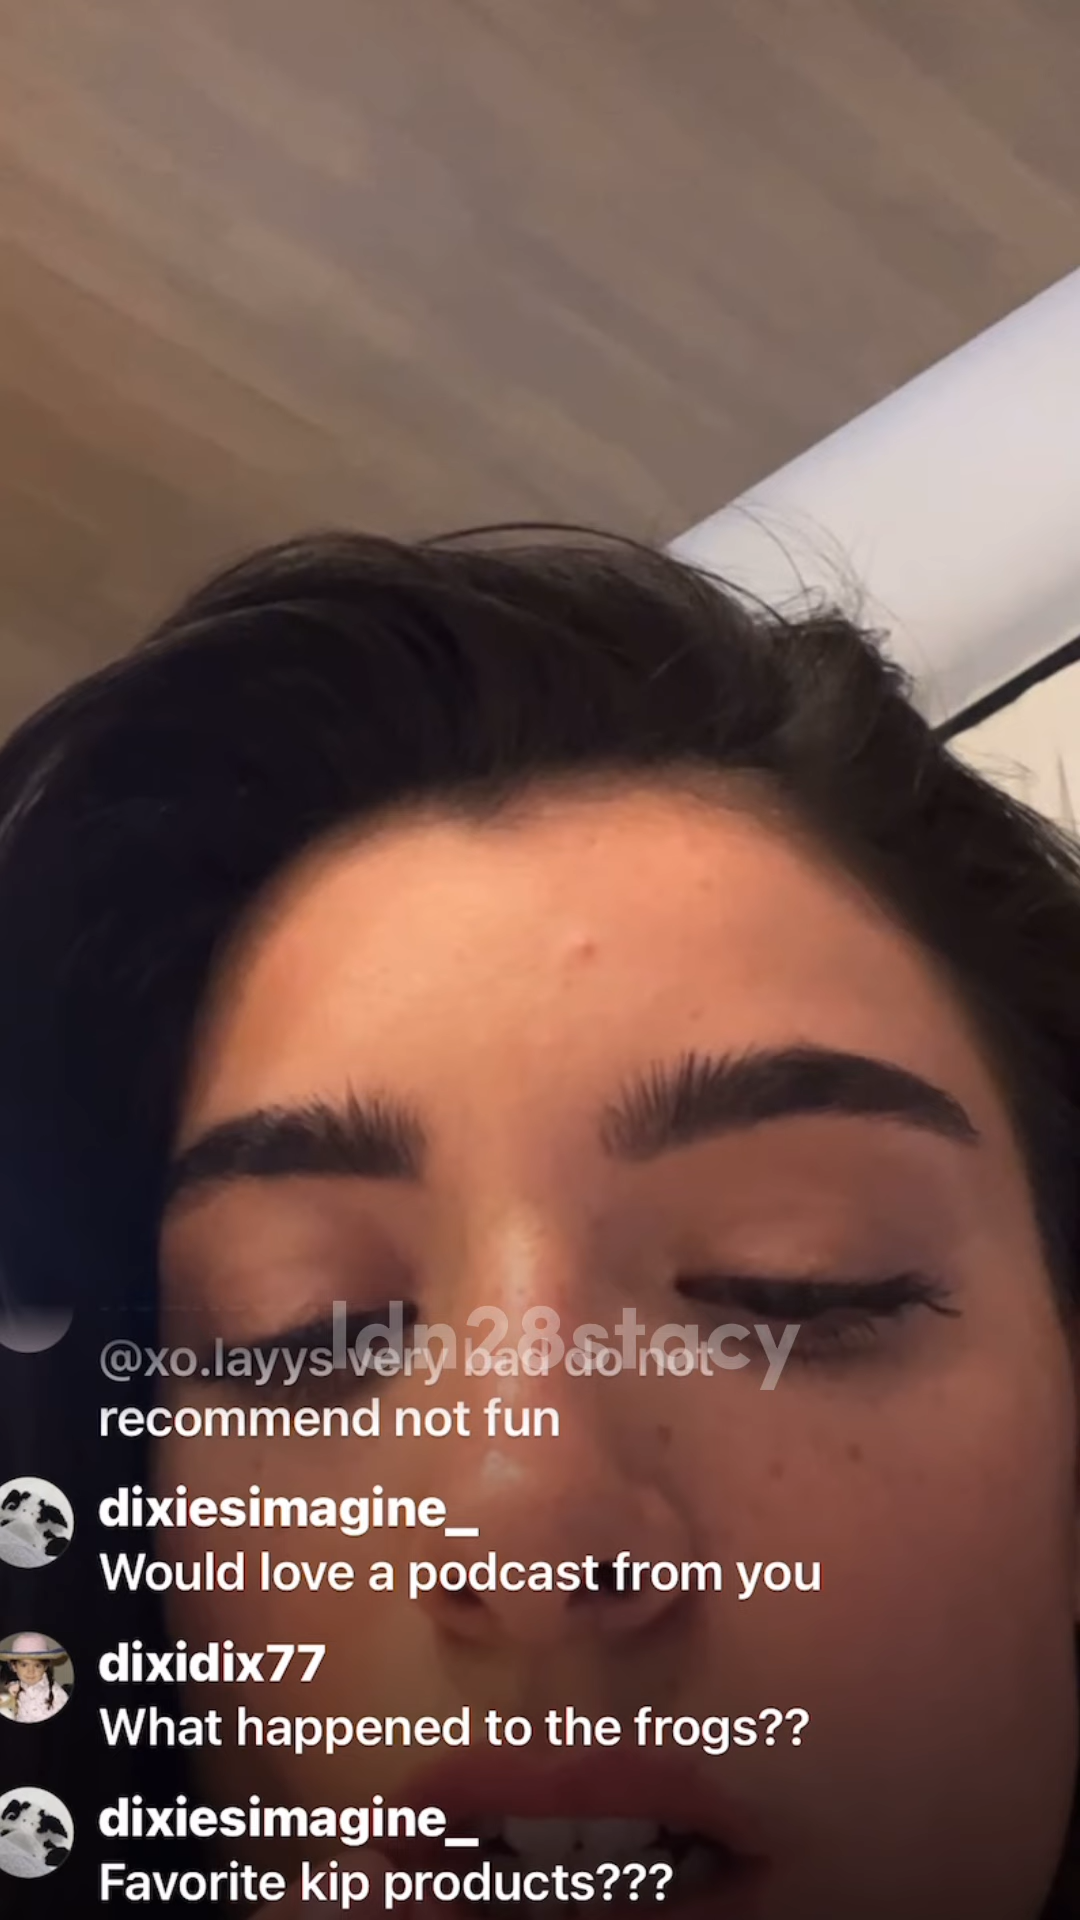 ldn28stacy
@xo.layys very bad do not
recommend not fun
dixiesimagine_
Would love a podcast from you
dixidix77
What happened to the frogs??
dixiesimagine_
Favorite kip products???